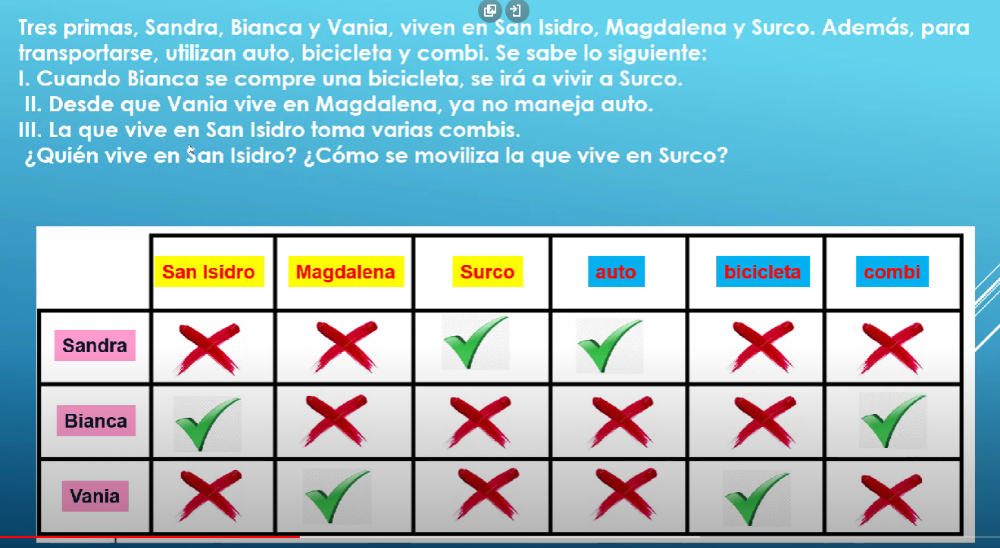 Tres primas, Sandra, Bianca y Vania, viven en San Isidro, Magdalena y Surco. Además, para
transportarse, utilizan auto, bicicleta y combi. Se sabe lo siguiente:
I. Cuando Bianca se compre una bicicleta, se irá a vivir a Surco.
II. Desde que Vania vive en Magdalena, ya no maneja auto.
III. La que vive en San Isidro toma varias combis.
¿Quién vive en San Isidro? ¿Cómo se moviliza la que vive en Surco?
San Isidro Magdalena Surco auto bicicleta combi
Sandra
Bianca
Vania